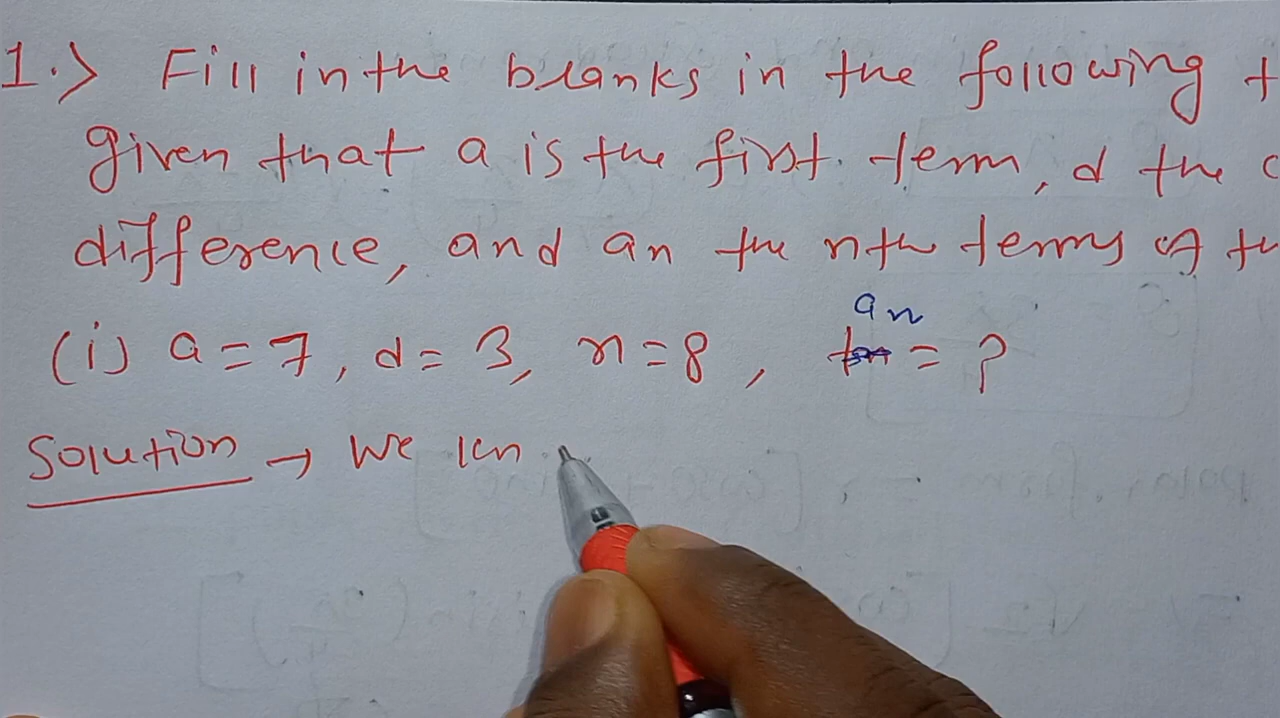 1.> Fill in the blanks in the following t
given that a is the first term, d the c
difference, and an the nth terms of th
(i) a = 7, d = 3, n = 8, an = ?
Solution → We kn